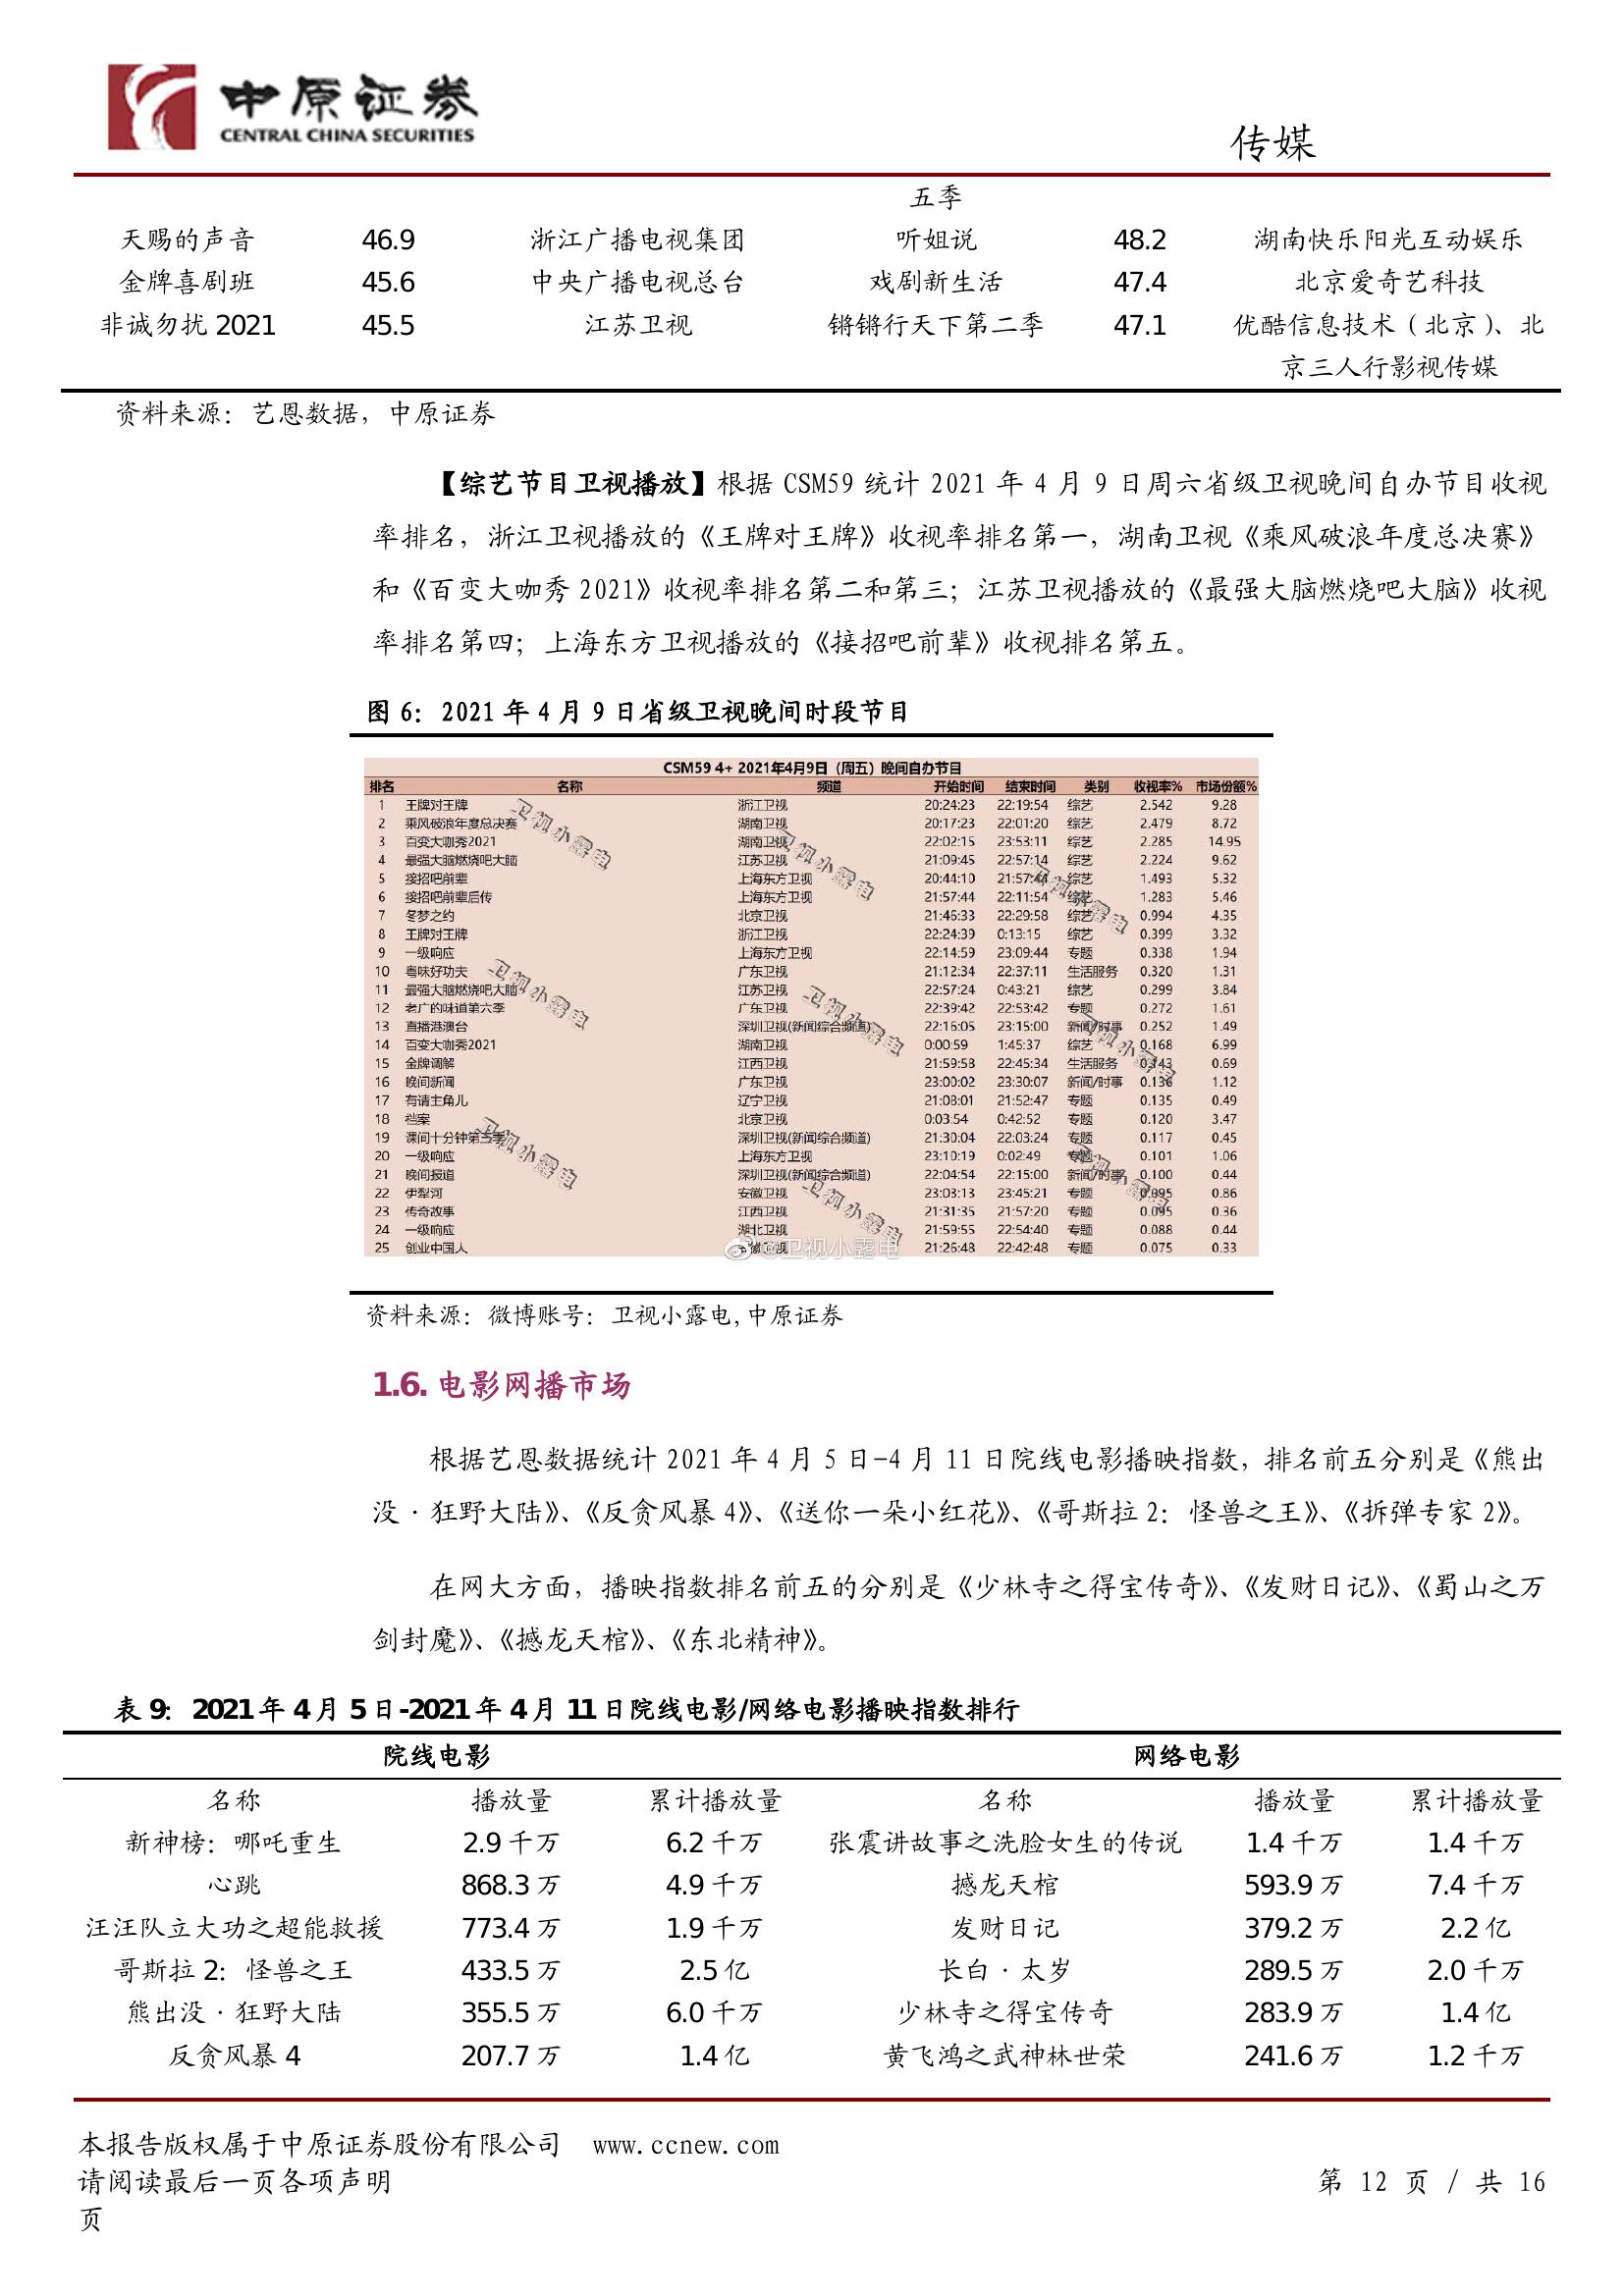 中原证券
CENTRAL CHINA SECURITIES
传媒
五季
天赐的声音 46.9 浙江广播电视集团 听姐说 48.2 湖南快乐阳光互动娱乐
金牌喜剧班 45.6 中央广播电视总台 戏剧新生活 47.4 北京爱奇艺科技
非诚勿扰 2021 45.5 江苏卫视 锵锵行天下第二季 47.1 优酷信息技术（北京）、北
京三人行影视传媒
资料来源：艺恩数据，中原证券
【综艺节目卫视播放】根据 CSM59 统计 2021 年 4 月 9 日周六省级卫视晚间自办节目收视
率排名，浙江卫视播放的《王牌对王牌》收视率排名第一，湖南卫视《乘风破浪年度总决赛》
和《百变大咖秀 2021》收视率排名第二和第三；江苏卫视播放的《最强大脑燃烧吧大脑》收视
率排名第四；上海东方卫视播放的《接招吧前辈》收视排名第五。
图 6：2021 年 4 月 9 日省级卫视晚间时段节目
CSM59 4+ 2021年4月9日（周五）晚间自办节目
排名 名称 频道 开始时间 结束时间 类别 收视率% 市场份额%
1 王牌对王牌 浙江卫视 20:24:23 22:19:54 综艺 2.542 9.28
2 乘风破浪年度总决赛 湖南卫视 20:17:23 22:01:20 综艺 2.479 8.72
3 百变大咖秀2021 湖南卫视 22:02:15 23:53:11 综艺 2.285 14.95
4 最强大脑燃烧吧大脑 江苏卫视 21:09:45 22:57:14 综艺 2.224 9.62
5 接招吧前辈 上海东方卫视 20:44:10 21:57:44 综艺 1.493 5.32
6 接招吧前辈后传 上海东方卫视 21:57:44 22:11:54 综艺 1.283 5.46
7 冬梦之约 北京卫视 21:46:33 22:29:58 综艺 0.994 4.35
8 王牌对王牌 浙江卫视 22:24:39 0:13:15 综艺 0.399 3.32
9 一级响应 上海东方卫视 22:14:59 23:09:44 专题 0.338 1.94
10 粤味好功夫 广东卫视 21:12:34 22:37:11 生活服务 0.320 1.31
11 最强大脑燃烧吧大脑 江苏卫视 22:57:24 0:43:21 综艺 0.299 3.84
12 老广的味道第六季 广东卫视 22:39:42 22:53:42 专题 0.272 1.61
13 直播港澳台 深圳卫视(新闻综合频道) 22:16:05 23:15:00 新闻/时事 0.252 1.49
14 百变大咖秀2021 湖南卫视 0:00:59 1:45:37 综艺 0.168 6.99
15 金牌调解 江西卫视 21:59:58 22:45:34 生活服务 0.143 0.69
16 晚间新闻 广东卫视 23:00:02 23:30:07 新闻/时事 0.136 1.12
17 有请主角儿 辽宁卫视 21:08:01 21:52:47 专题 0.135 0.49
18 档案 北京卫视 0:03:54 0:42:52 专题 0.120 3.47
19 课间十分钟第三季 深圳卫视(新闻综合频道) 21:30:04 22:03:24 专题 0.117 0.45
20 一级响应 上海东方卫视 23:10:19 0:02:49 专题 0.101 1.06
21 晚间报道 深圳卫视(新闻综合频道) 22:04:54 22:15:00 新闻/时事 0.100 0.44
22 伊犁河 安徽卫视 23:03:13 23:45:21 专题 0.095 0.86
23 传奇故事 江西卫视 21:31:35 21:57:20 专题 0.095 0.36
24 一级响应 湖北卫视 21:59:55 22:54:40 专题 0.088 0.44
25 创业中国人 卫视 21:26:48 22:42:48 专题 0.075 0.33
@卫视小露电
资料来源：微博账号：卫视小露电,中原证券
1.6. 电影网播市场
根据艺恩数据统计 2021 年 4 月 5 日-4 月 11 日院线电影播映指数，排名前五分别是《熊出
没·狂野大陆》、《反贪风暴 4》、《送你一朵小红花》、《哥斯拉 2：怪兽之王》、《拆弹专家 2》。
在网大方面，播映指数排名前五的分别是《少林寺之得宝传奇》、《发财日记》、《蜀山之万
剑封魔》、《撼龙天棺》、《东北精神》。
表 9：2021 年 4 月 5 日-2021 年 4 月 11 日院线电影/网络电影播映指数排行
院线电影 网络电影
名称 播放量 累计播放量 名称 播放量 累计播放量
新神榜：哪吒重生 2.9 千万 6.2 千万 张震讲故事之洗脸女生的传说 1.4 千万 1.4 千万
心跳 868.3 万 4.9 千万 撼龙天棺 593.9 万 7.4 千万
汪汪队立大功之超能救援 773.4 万 1.9 千万 发财日记 379.2 万 2.2 亿
哥斯拉 2：怪兽之王 433.5 万 2.5 亿 长白·太岁 289.5 万 2.0 千万
熊出没·狂野大陆 355.5 万 6.0 千万 少林寺之得宝传奇 283.9 万 1.4 亿
反贪风暴 4 207.7 万 1.4 亿 黄飞鸿之武神林世荣 241.6 万 1.2 千万
本报告版权属于中原证券股份有限公司 www.ccnew.com
请阅读最后一页各项声明 第 12 页 / 共 16
页